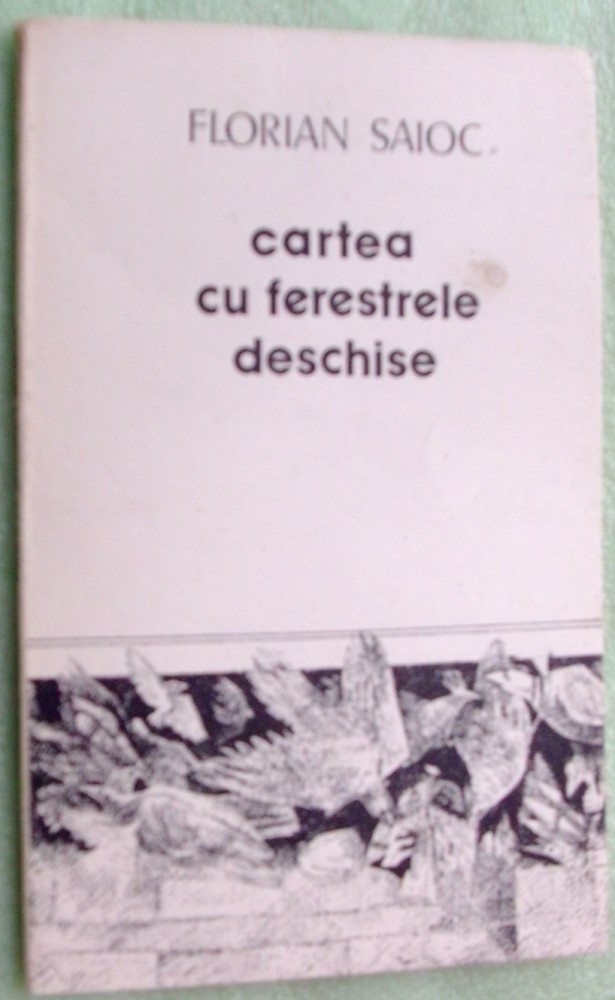 FLORIAN SAIOC
cartea
cu ferestrele
deschise